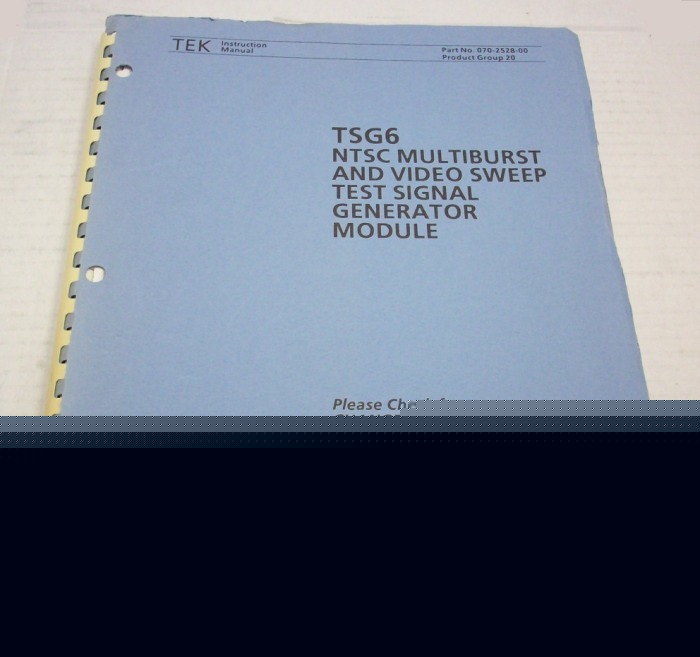 TEK Instruction Manual
Part No. 070-2528-00
Product Group 20
TSG6
NTSC MULTIBURST
AND VIDEO SWEEP
TEST SIGNAL
GENERATOR
MODULE
Please